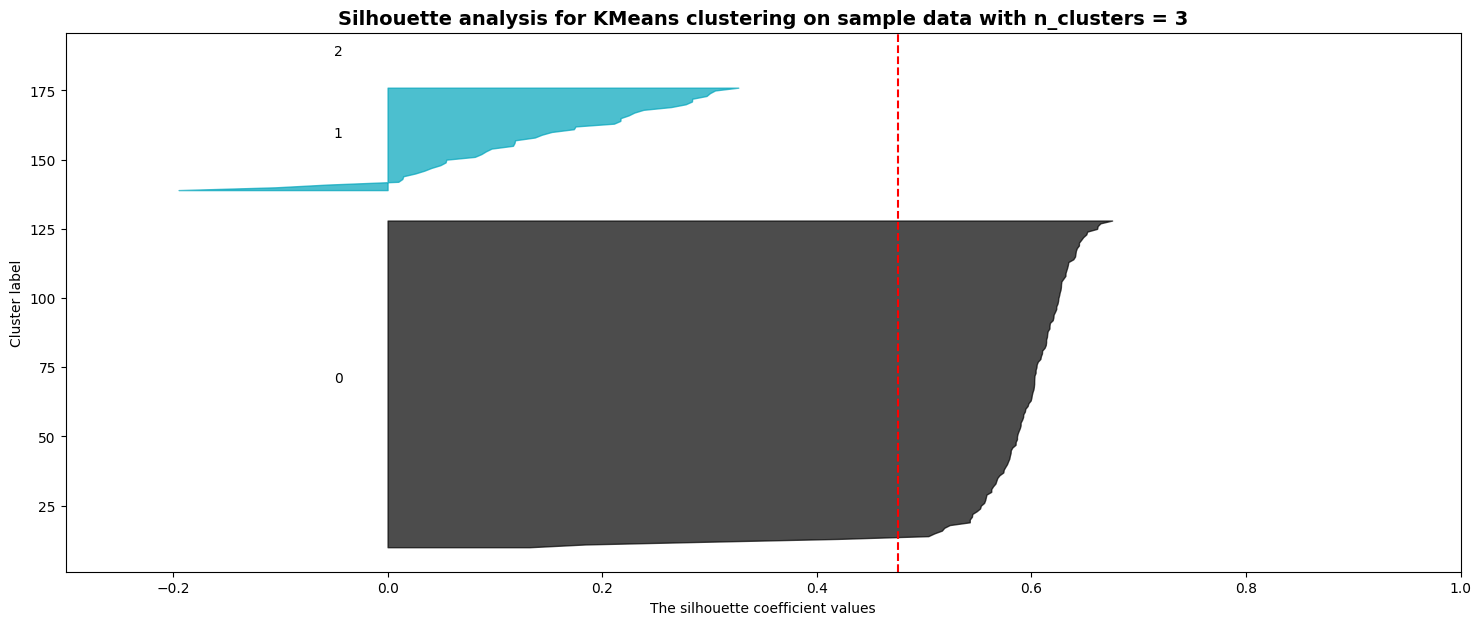 Silhouette analysis for KMeans clustering on sample data with n_clusters = 3
2
175
1
150
125
100
75
0
50
25
Cluster label
−0.2 0.0 0.2 0.4 0.6 0.8 1.0
The silhouette coefficient values